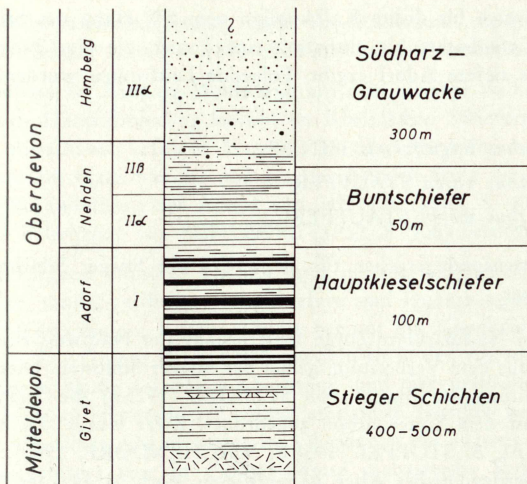 Oberdevon
Mitteldevon
Hemberg
Nehden
Adorf
Givet
IIIα
IIβ
IIα
I
Südharz—
Grauwacke
300 m
Buntschiefer
50 m
Hauptkieselschiefer
100 m
Stieger Schichten
400–500 m